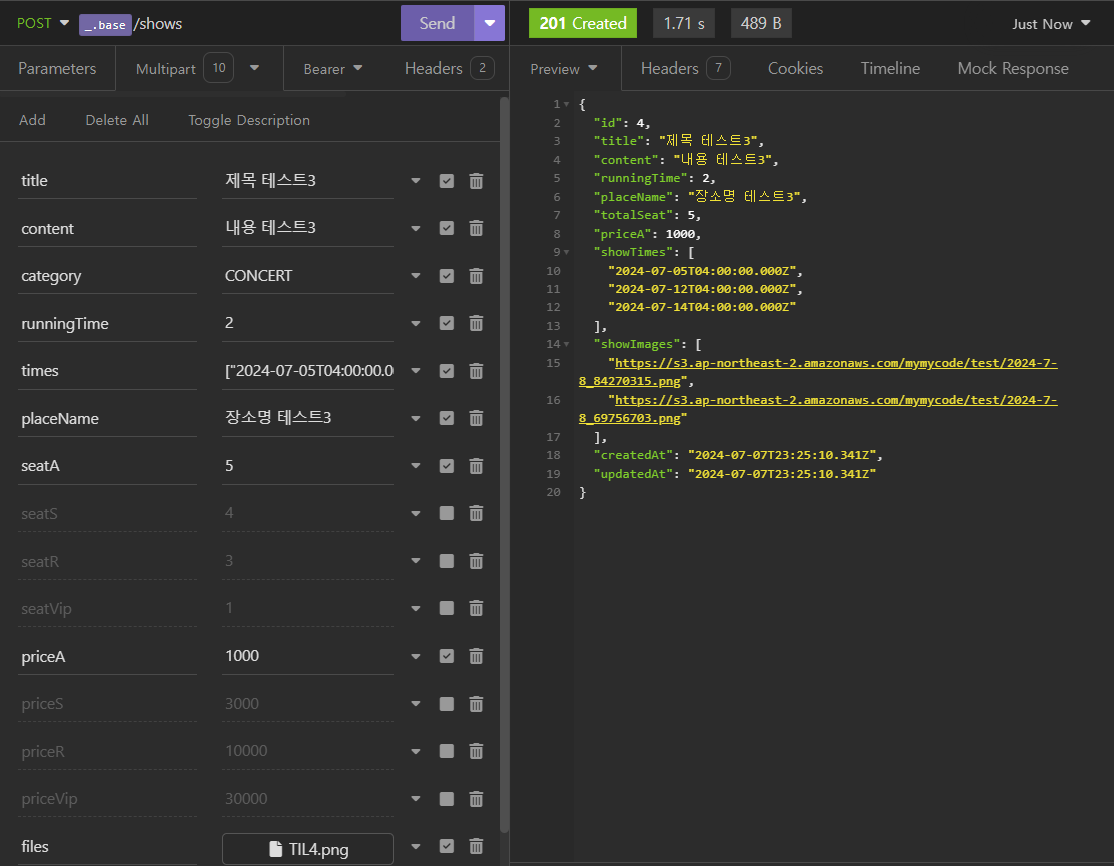 POST _.base /shows Send
Parameters Multipart 10 Bearer Headers 2
Add Delete All Toggle Description
title 제목 테스트3
content 내용 테스트3
category CONCERT
runningTime 2
times ["2024-07-05T04:00:00.0
placeName 장소명 테스트3
seatA 5
seatS 4
seatR 3
seatVip 1
priceA 1000
priceS 3000
priceR 10000
priceVip 30000
files TIL4.png
201 Created 1.71 s 489 B Just Now
Preview Headers 7 Cookies Timeline Mock Response
1 {
2 "id": 4,
3 "title": "제목 테스트3",
4 "content": "내용 테스트3",
5 "runningTime": 2,
6 "placeName": "장소명 테스트3",
7 "totalSeat": 5,
8 "priceA": 1000,
9 "showTimes": [
10 "2024-07-05T04:00:00.000Z",
11 "2024-07-12T04:00:00.000Z",
12 "2024-07-14T04:00:00.000Z"
13 ],
14 "showImages": [
15 "https://s3.ap-northeast-2.amazonaws.com/mymycode/test/2024-7-
8_84270315.png",
16 "https://s3.ap-northeast-2.amazonaws.com/mymycode/test/2024-7-
8_69756703.png"
17 ],
18 "createdAt": "2024-07-07T23:25:10.341Z",
19 "updatedAt": "2024-07-07T23:25:10.341Z"
20 }